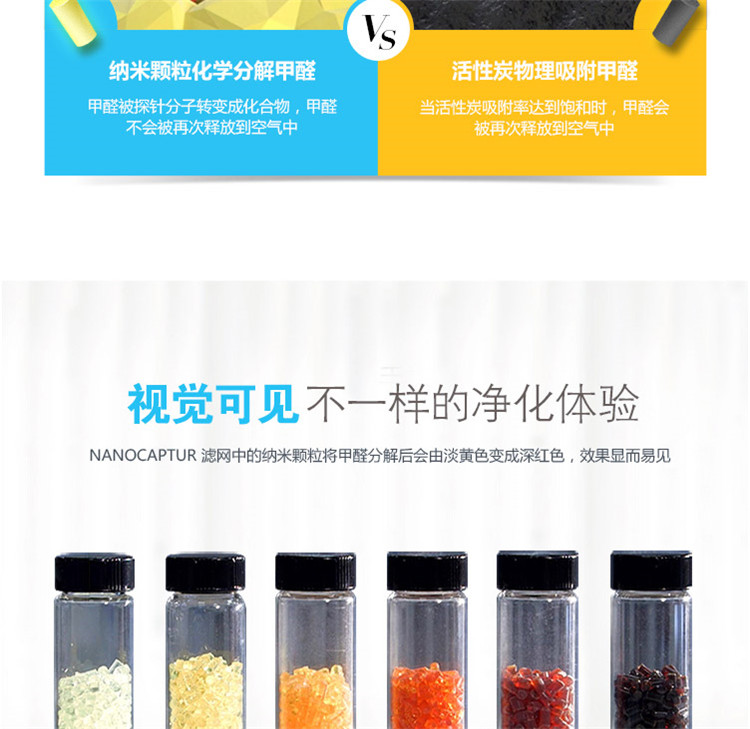 VS
纳米颗粒化学分解甲醛
甲醛被探针分子转变成化合物，甲醛
不会被再次释放到空气中
活性炭物理吸附甲醛
当活性炭吸附率达到饱和时，甲醛会
被再次释放到空气中
视觉可见不一样的净化体验
NANOCAPTUR 滤网中的纳米颗粒将甲醛分解后会由淡黄色变成深红色，效果显而易见